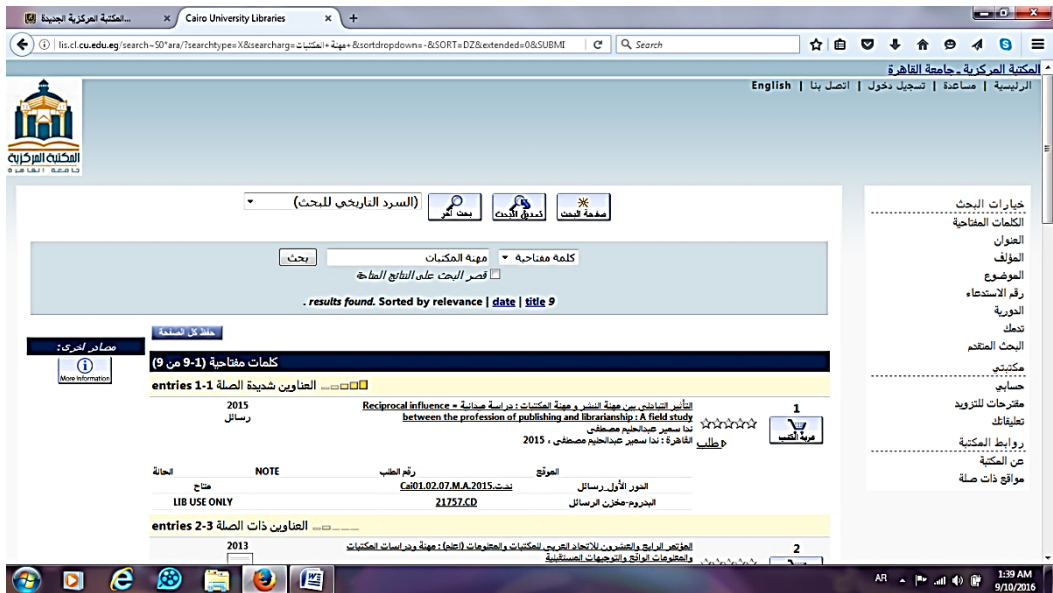 المكتبة المركزية الجديدة...
Cairo University Libraries
lis.cl.cu.edu.eg/search~S0*ara/?searchtype=X&searcharg=مهنة+المكتبات+&sortdropdown=-&SORT=DZ&extended=0&SUBMI
Search
المكتبة المركزية ـ جامعة القاهرة
الرئيسية | مساعدة | تسجيل دخول | اتصل بنا | English
المكتبة المركزية
جامعة القاهرة
صفحة البحث
تعديل البحث
بحث آخر
(السرد التاريخي للبحث)
كلمة مفتاحية
مهنة المكتبات
بحث
قصر البحث على النتائج المتاحة
. results found. Sorted by relevance | date | title 9
حفظ كل الصفحة
كلمات مفتاحية (1-9 من 9)
العناوين شديدة الصلة entries 1-1
1
عربة الكتب
التأثير التبادلي بين مهنة النشر و مهنة المكتبات : دراسة ميدانية = Reciprocal influence
between the profession of publishing and librarianship : A field study
ندا سمير عبدالحليم مصطفى
القاهرة : ندا سمير عبدالحليم مصطفى ، 2015
طلب
2015
رسائل
الموقع
رقم الطلب
NOTE
الحالة
الدور الأول_رسائل
Cai01.02.07.M.A.2015.ندت
متاح
البدروم-مخزن الرسائل
21757.CD
LIB USE ONLY
العناوين ذات الصلة entries 2-3
2
المؤتمر الرابع والعشرون للاتحاد العربي للمكتبات والمعلومات (اعلم) : مهنة ودراسات المكتبات
والمعلومات الواقع والتوجيهات المستقبلية
2013
خيارات البحث
الكلمات المفتاحية
العنوان
المؤلف
الموضوع
رقم الاستدعاء
الدورية
تدمك
البحث المتقدم
مكتبتي
حسابي
مقترحات للتزويد
تعليقاتك
روابط المكتبة
عن المكتبة
مواقع ذات صلة
مصادر اخرى:
More Information
AR
1:39 AM
9/10/2016